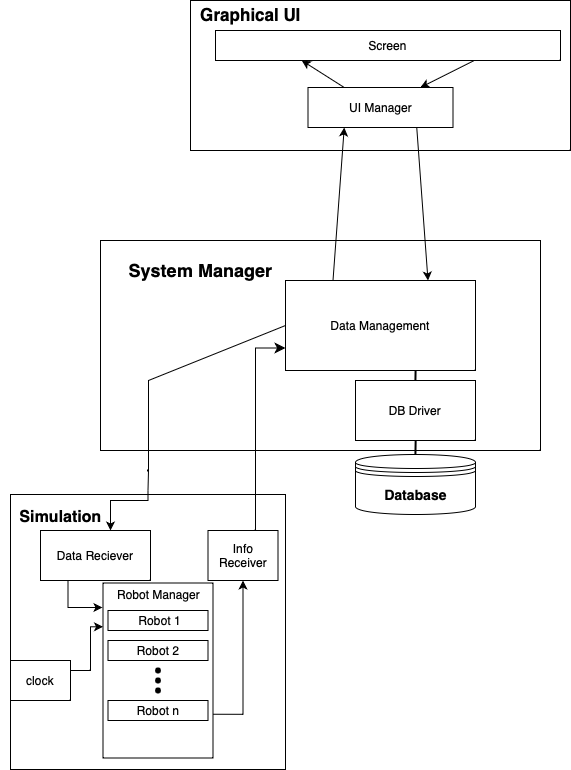 Graphical UI
Screen
UI Manager
System Manager
Data Management
DB Driver
Database
Simulation
Data Reciever
Info
Receiver
Robot Manager
Robot 1
Robot 2
clock
Robot n